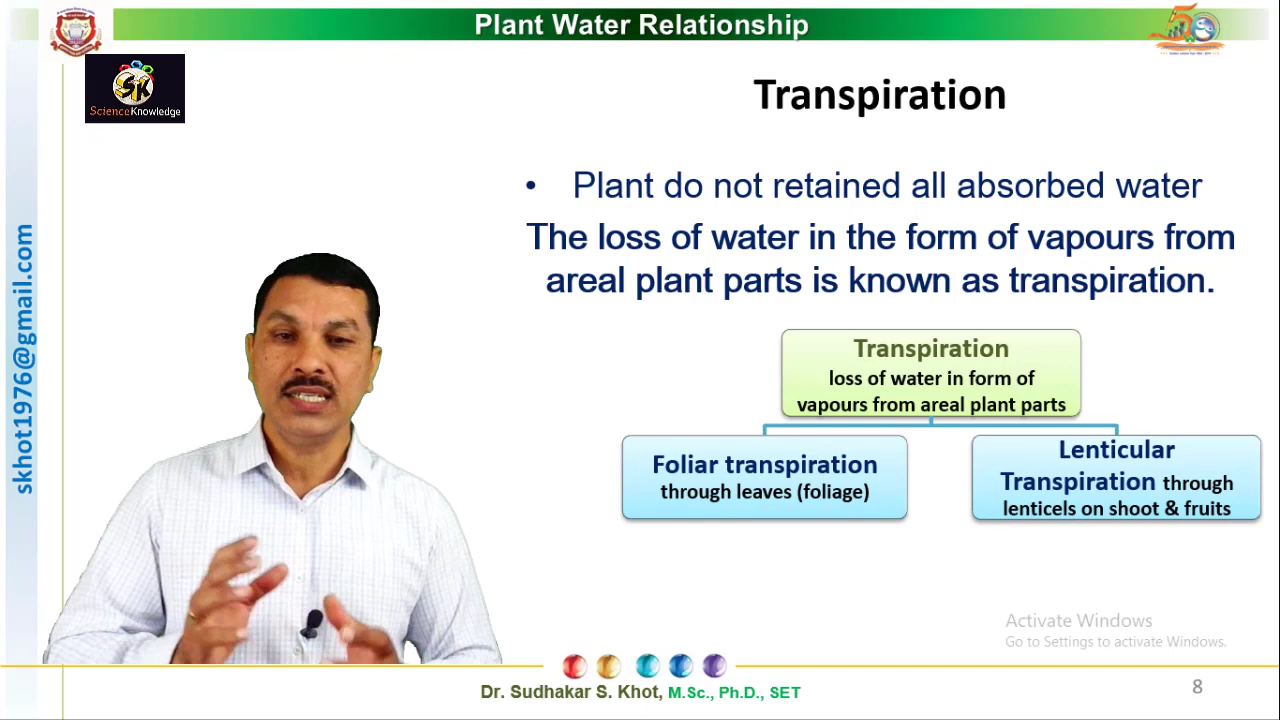 Plant Water Relationship
SK
ScienceKnowledge
skhot1976@gmail.com
Transpiration
• Plant do not retained all absorbed water
The loss of water in the form of vapours from
areal plant parts is known as transpiration.
Transpiration
loss of water in form of
vapours from areal plant parts
Foliar transpiration
through leaves (foliage)
Lenticular
Transpiration through
lenticels on shoot & fruits
Activate Windows
Go to Settings to activate Windows.
Dr. Sudhakar S. Khot, M.Sc., Ph.D., SET
8